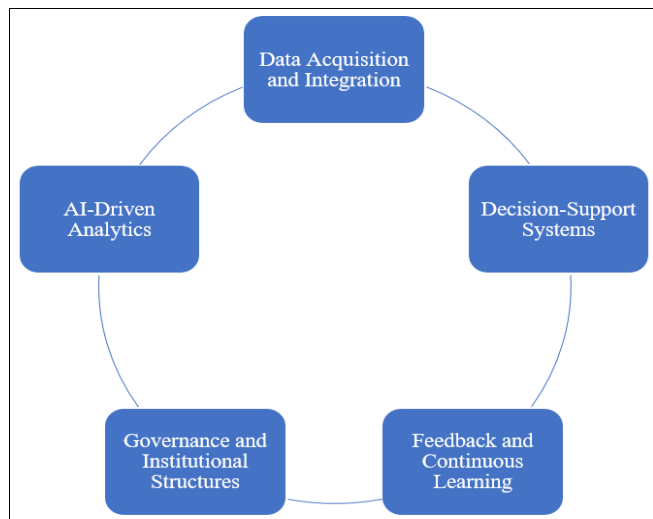 Data Acquisition
and Integration
AI-Driven
Analytics
Decision-Support
Systems
Governance and
Institutional
Structures
Feedback and
Continuous
Learning